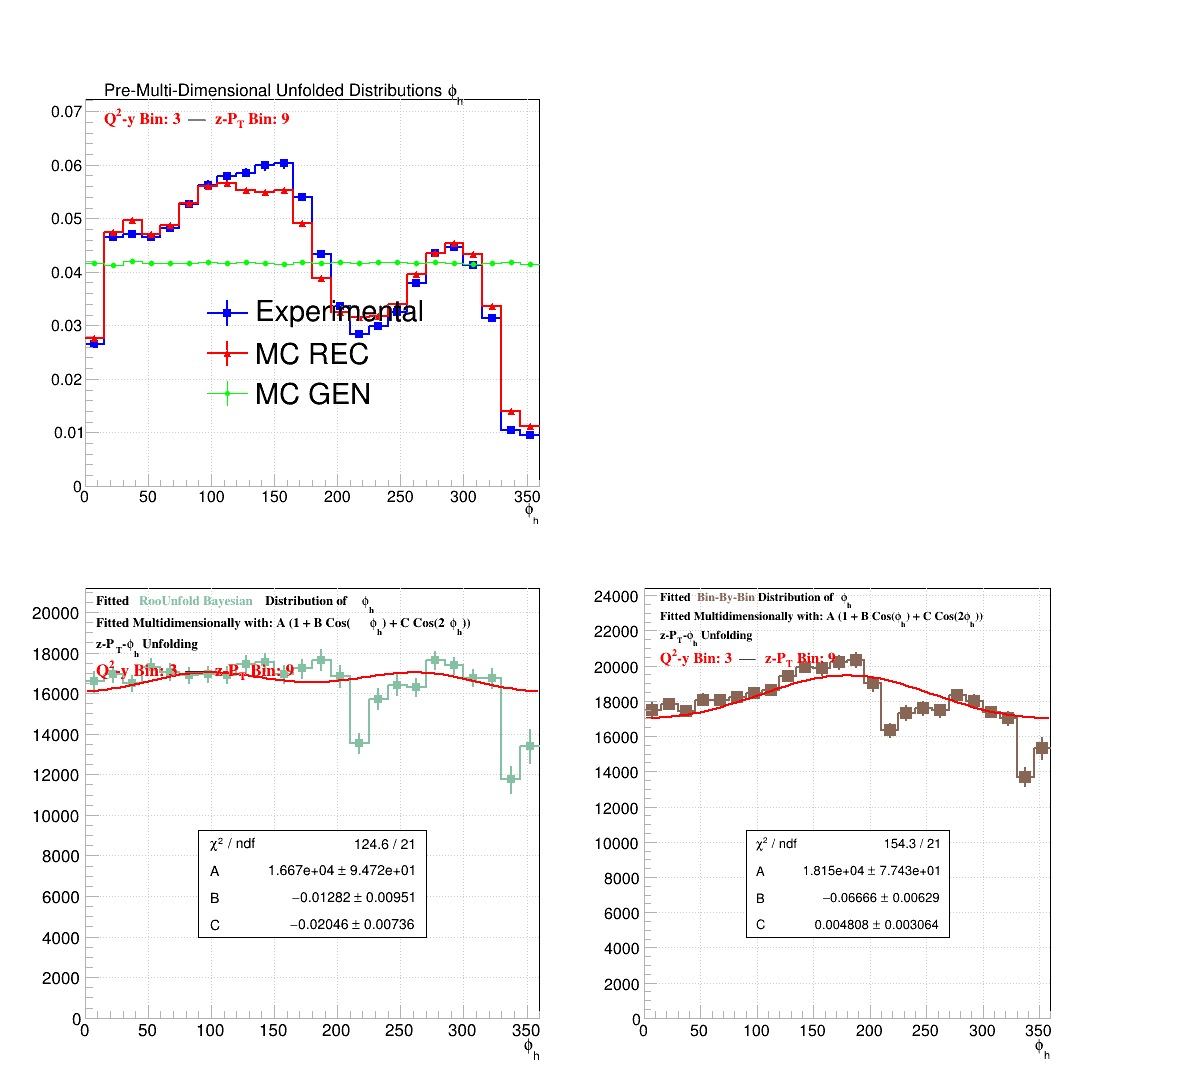 Pre-Multi-Dimensional Unfolded Distributions ϕh
Q²-y Bin: 3 — z-PT Bin: 9
0.07
0.06
0.05
0.04
0.03
0.02
0.01
0
Experimental
MC REC
MC GEN
0 50 100 150 200 250 300 350
ϕh
Fitted RooUnfold Bayesian Distribution of ϕh
Fitted Multidimensionally with: A (1 + B Cos( ϕh) + C Cos(2 ϕh))
z-PT-ϕh Unfolding
Q²-y Bin: 3 — z-PT Bin: 9
20000
18000
16000
14000
12000
10000
8000
6000
4000
2000
0
χ² / ndf 124.6 / 21
A 1.667e+04 ± 9.472e+01
B −0.01282 ± 0.00951
C −0.02046 ± 0.00736
0 50 100 150 200 250 300 350
ϕh
Fitted Bin-By-Bin Distribution of ϕh
Fitted Multidimensionally with: A (1 + B Cos(ϕh) + C Cos(2ϕh))
z-PT-ϕh Unfolding
Q²-y Bin: 3 — z-PT Bin: 9
24000
22000
20000
18000
16000
14000
12000
10000
8000
6000
4000
2000
0
χ² / ndf 154.3 / 21
A 1.815e+04 ± 7.743e+01
B −0.06666 ± 0.00629
C 0.004808 ± 0.003064
0 50 100 150 200 250 300 350
ϕh